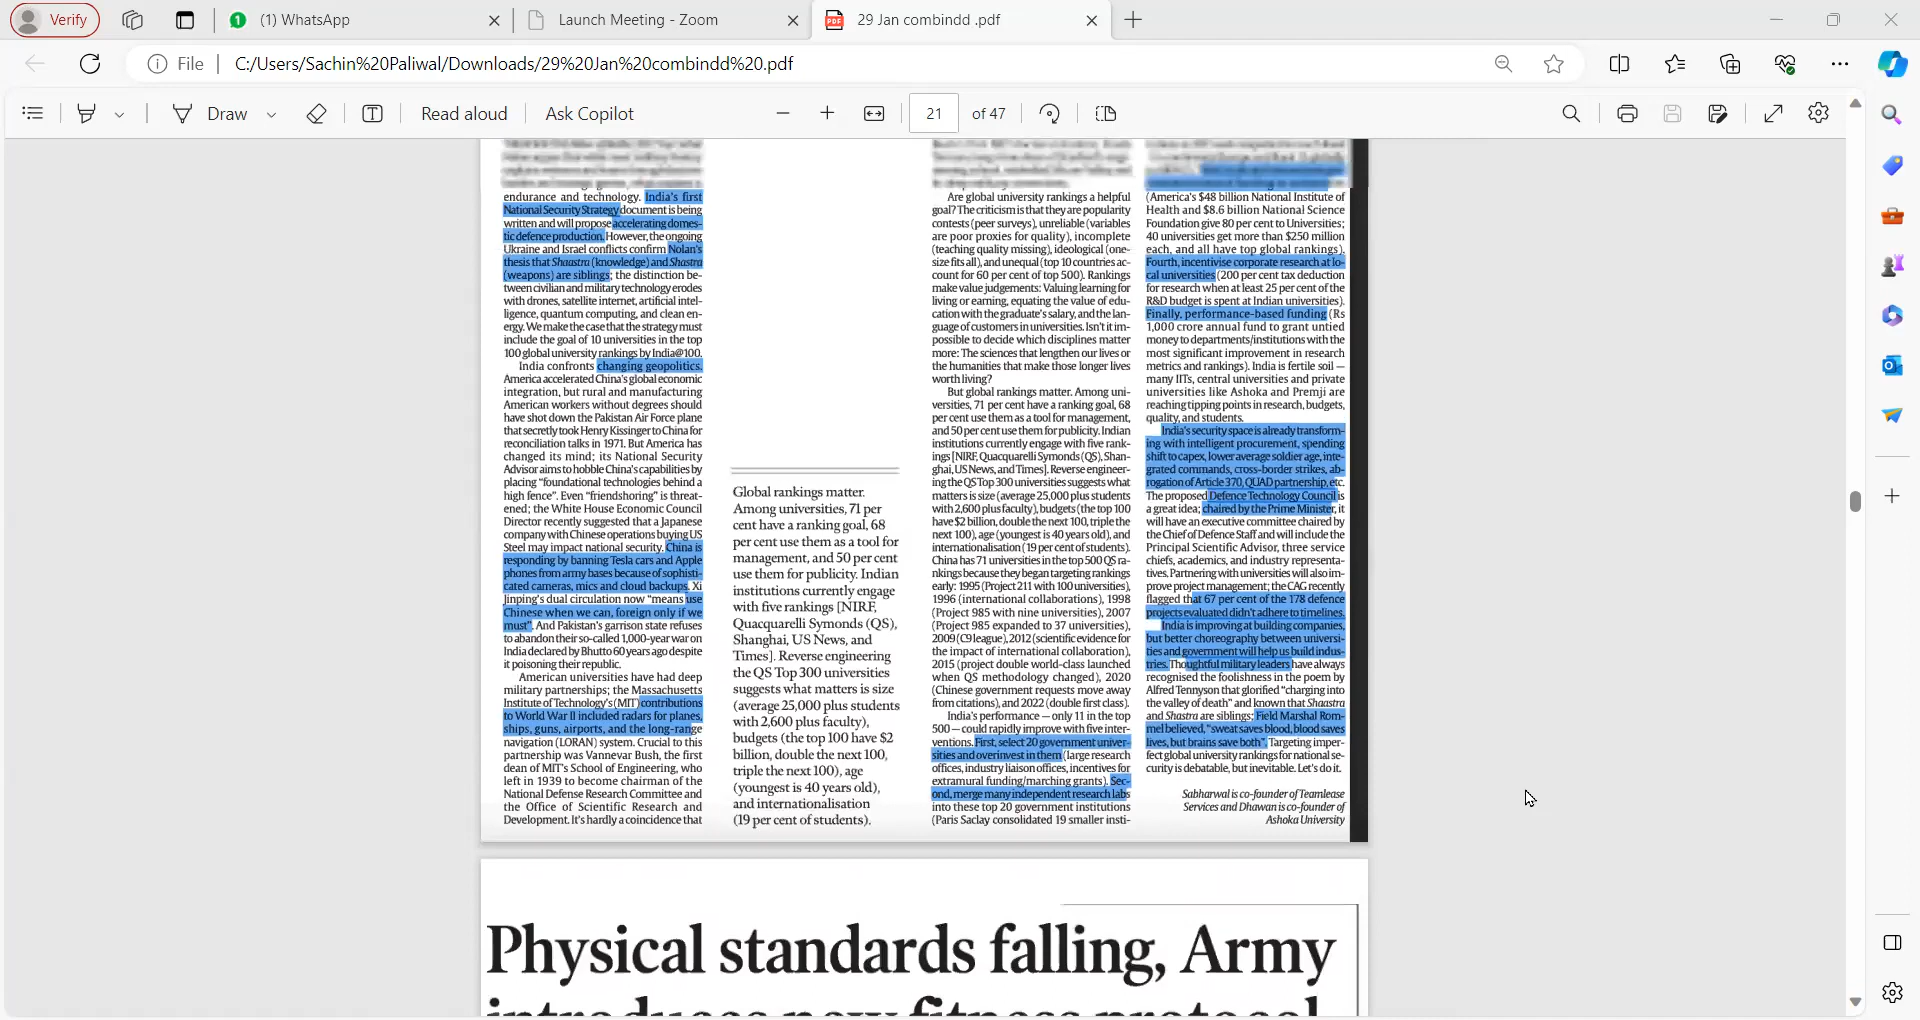 Verify
(1) WhatsApp
Launch Meeting - Zoom
29 Jan combindd .pdf
File
C:/Users/Sachin%20Paliwal/Downloads/29%20Jan%20combindd%20.pdf
Draw
Read aloud
Ask Copilot
21
of 47
endurance and technology. India's first
National Security Strategy document is being
written and will propose accelerating domes-
tic defence production. However, the ongoing
Ukraine and Israel conflicts confirm Nolan's
thesis that Shaastra (knowledge) and Shastra
(weapons) are siblings; the distinction be-
tween civilian and military technology erodes
with drones, satellite internet, artificial intel-
ligence, quantum computing, and clean en-
ergy. We make the case that the strategy must
include the goal of 10 universities in the top
100 global university rankings by India@100.
India confronts changing geopolitics.
America accelerated China's global economic
integration, but rural and manufacturing
American workers without degrees should
have shot down the Pakistan Air Force plane
that secretly took Henry Kissinger to China for
reconciliation talks in 1971. But America has
changed its mind; its National Security
Advisor aims to hobble China's capabilities by
placing "foundational technologies behind a
high fence". Even "friendshoring" is threat-
ened; the White House Economic Council
Director recently suggested that a Japanese
company with Chinese operations buying US
Steel may impact national security. China is
responding by banning Tesla cars and Apple
phones from army bases because of sophisti-
cated cameras, mics and cloud backups. Xi
Jinping's dual circulation now "means use
Chinese when we can, foreign only if we
must". And Pakistan's garrison state refuses
to abandon their so-called 1,000-year war on
India declared by Bhutto 60 years ago despite
it poisoning their republic.
American universities have had deep
military partnerships; the Massachusetts
Institute of Technology's (MIT) contributions
to World War II included radars for planes,
ships, guns, airports, and the long-range
navigation (LORAN) system. Crucial to this
partnership was Vannevar Bush, the first
dean of MIT's School of Engineering, who
left in 1939 to become chairman of the
National Defense Research Committee and
the Office of Scientific Research and
Development. It's hardly a coincidence that
Global rankings matter.
Among universities, 71 per
cent have a ranking goal, 68
per cent use them as a tool for
management, and 50 per cent
use them for publicity. Indian
institutions currently engage
with five rankings [NIRF,
Quacquarelli Symonds (QS),
Shanghai, US News, and
Times]. Reverse engineering
the QS Top 300 universities
suggests what matters is size
(average 25,000 plus students
with 2,600 plus faculty),
budgets (the top 100 have $2
billion, double the next 100,
triple the next 100), age
(youngest is 40 years old),
and internationalisation
(19 per cent of students).
Are global university rankings a helpful
goal? The criticism is that they are popularity
contests (peer surveys), unreliable (variables
are poor proxies for quality), incomplete
(teaching quality missing), ideological (one-
size fits all), and unequal (top 10 countries ac-
count for 60 per cent of top 500). Rankings
make value judgements: Valuing learning for
living or earning, equating the value of edu-
cation with the graduate's salary, and the lan-
guage of customers in universities. Isn't it im-
possible to decide which disciplines matter
more: The sciences that lengthen our lives or
the humanities that make those longer lives
worth living?
But global rankings matter. Among uni-
versities, 71 per cent have a ranking goal, 68
per cent use them as a tool for management,
and 50 per cent use them for publicity. Indian
institutions currently engage with five rank-
ings [NIRF, Quacquarelli Symonds (QS), Shan-
ghai, US News, and Times]. Reverse engineer-
ing the QS Top 300 universities suggests what
matters is size (average 25,000 plus students
with 2,600 plus faculty), budgets (the top 100
have $2 billion, double the next 100, triple the
next 100), age (youngest is 40 years old), and
internationalisation (19 per cent of students).
China has 71 universities in the top 500 QS ra-
nkings because they began targeting rankings
early: 1995 (Project 211 with 100 universities),
1996 (international collaborations), 1998
(Project 985 with nine universities), 2007
(Project 985 expanded to 37 universities),
2009 (C9 league), 2012 (scientific evidence for
the impact of international collaboration),
2015 (project double world-class launched
when QS methodology changed), 2020
(Chinese government requests move away
from citations), and 2022 (double first class).
India's performance — only 11 in the top
500 — could rapidly improve with five inter-
ventions. First, select 20 government univer-
sities and overinvest in them (large research
offices, industry liaison offices, incentives for
extramural funding/marching grants). Sec-
ond, merge many independent research labs
into these top 20 government institutions
(Paris Saclay consolidated 19 smaller insti-
(America's $48 billion National Institute of
Health and $8.6 billion National Science
Foundation give 80 per cent to Universities;
40 universities get more than $250 million
each, and all have top global rankings).
Fourth, incentivise corporate research at lo-
cal universities (200 per cent tax deduction
for research when at least 25 per cent of the
R&D budget is spent at Indian universities).
Finally, performance-based funding (Rs
1,000 crore annual fund to grant untied
money to departments/institutions with the
most significant improvement in research
metrics and rankings). India is fertile soil —
many IITs, central universities and private
universities like Ashoka and Premji are
reaching tipping points in research, budgets,
quality, and students.
India's security space is already transform-
ing with intelligent procurement, spending
shift to capex, lower average soldier age, inte-
grated commands, cross-border strikes, ab-
rogation of Article 370, QUAD partnership, etc.
The proposed Defence Technology Council is
a great idea; chaired by the Prime Minister, it
will have an executive committee chaired by
the Chief of Defence Staff and will include the
Principal Scientific Advisor, three service
chiefs, academics, and industry representa-
tives. Partnering with universities will also im-
prove project management; the CAG recently
flagged that 67 per cent of the 178 defence
projects evaluated didn't adhere to timelines.
India is improving at building companies,
but better choreography between universi-
ties and government will help us build indus-
tries. Thoughtful military leaders have always
recognised the foolishness in the poem by
Alfred Tennyson that glorified "charging into
the valley of death" and known that Shaastra
and Shastra are siblings; Field Marshal Rom-
mel believed, "sweat saves blood, blood saves
lives, but brains save both". Targeting imper-
fect global university rankings for national se-
curity is debatable, but inevitable. Let's do it.
Sabharwal is co-founder of Teamlease
Services and Dhawan is co-founder of
Ashoka University
Physical standards falling, Army
introduces new fitness protocol